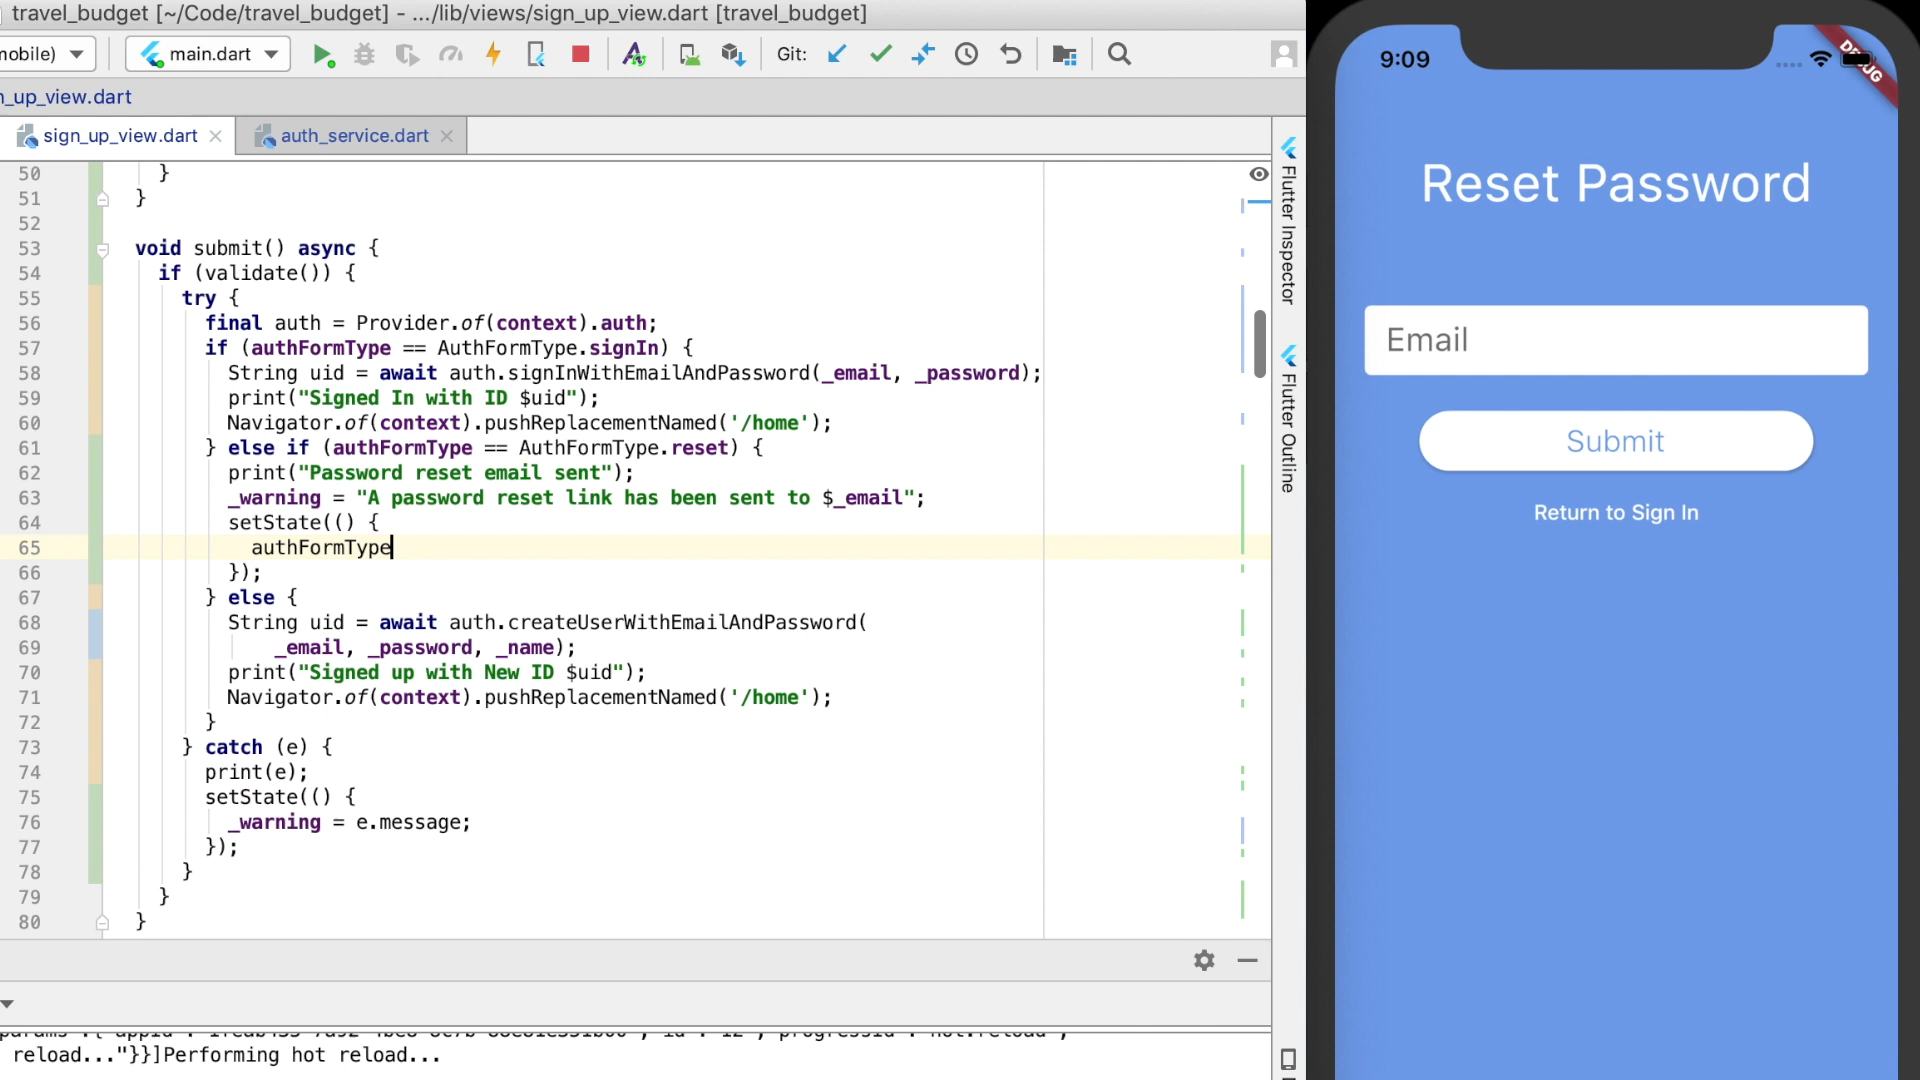 travel_budget [~/Code/travel_budget] - .../lib/views/sign_up_view.dart [travel_budget]
mobile)
main.dart
Git:
n_up_view.dart
sign_up_view.dart
auth_service.dart
50 }
51 }
52
53 void submit() async {
54 if (validate()) {
55 try {
56 final auth = Provider.of(context).auth;
57 if (authFormType == AuthFormType.signIn) {
58 String uid = await auth.signInWithEmailAndPassword(_email, _password);
59 print("Signed In with ID $uid");
60 Navigator.of(context).pushReplacementNamed('/home');
61 } else if (authFormType == AuthFormType.reset) {
62 print("Password reset email sent");
63 _warning = "A password reset link has been sent to $_email";
64 setState(() {
65 authFormType
66 });
67 } else {
68 String uid = await auth.createUserWithEmailAndPassword(
69 _email, _password, _name);
70 print("Signed up with New ID $uid");
71 Navigator.of(context).pushReplacementNamed('/home');
72 }
73 } catch (e) {
74 print(e);
75 setState(() {
76 _warning = e.message;
77 });
78 }
79 }
80 }
reload..."}}]Performing hot reload...
Flutter Inspector
Flutter Outline
9:09
DEBUG
Reset Password
Email
Submit
Return to Sign In